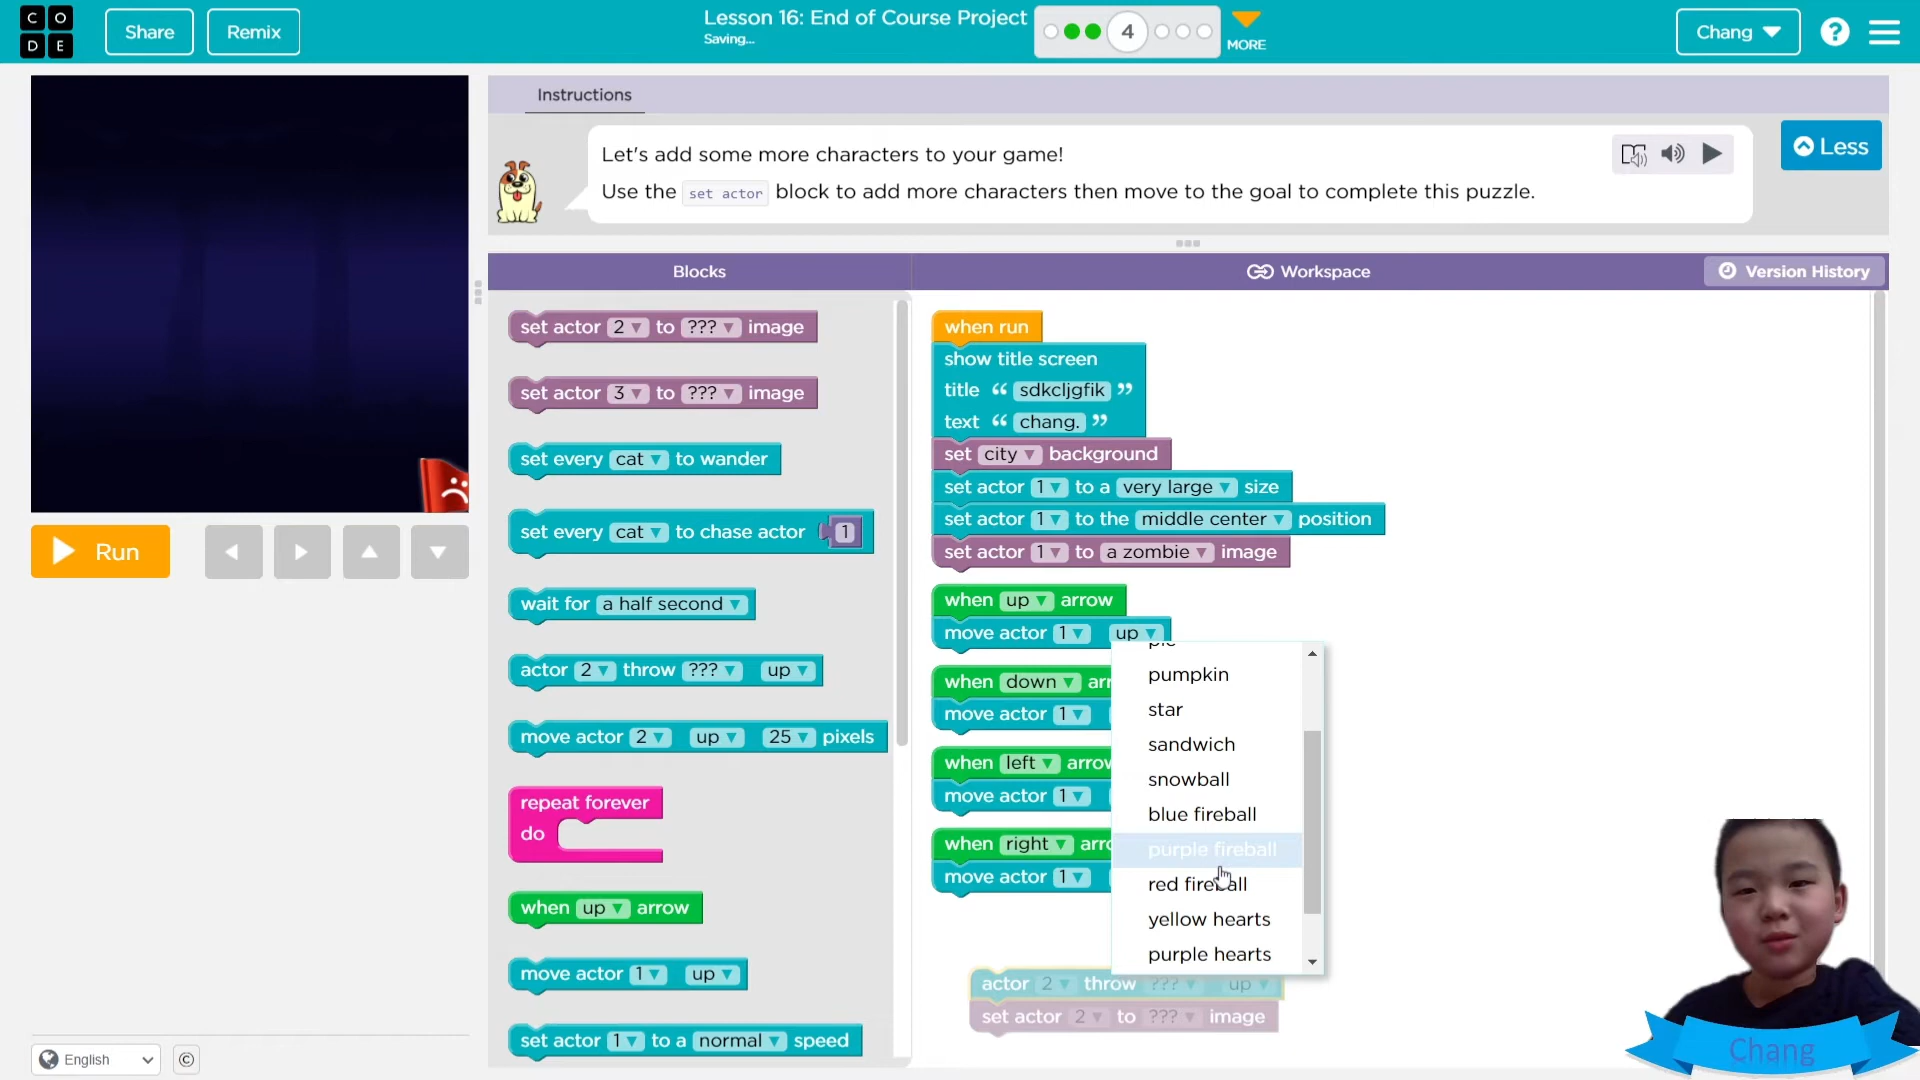 C O
D E
Share
Remix
Lesson 16: End of Course Project
Saving...
4
MORE
Chang
?
Instructions
Let's add some more characters to your game!
Use the set actor block to add more characters then move to the goal to complete this puzzle.
Less
Blocks
Workspace
Version History
set actor 2 to ??? image
set actor 3 to ??? image
set every cat to wander
set every cat to chase actor 1
wait for a half second
actor 2 throw ??? up
move actor 2 up 25 pixels
repeat forever
do
when up arrow
move actor 1 up
set actor 1 to a normal speed
when run
show title screen
title “ sdkcljgfik ”
text “ chang. ”
set city background
set actor 1 to a very large size
set actor 1 to the middle center position
set actor 1 to a zombie image
when up arrow
move actor 1 up
when down arr
move actor 1
when left arrow
move actor 1
when right arro
move actor 1
pie
pumpkin
star
sandwich
snowball
blue fireball
purple fireball
red fireball
yellow hearts
purple hearts
actor 2 throw ??? up
set actor 2 to ??? image
Run
English
©
Chang